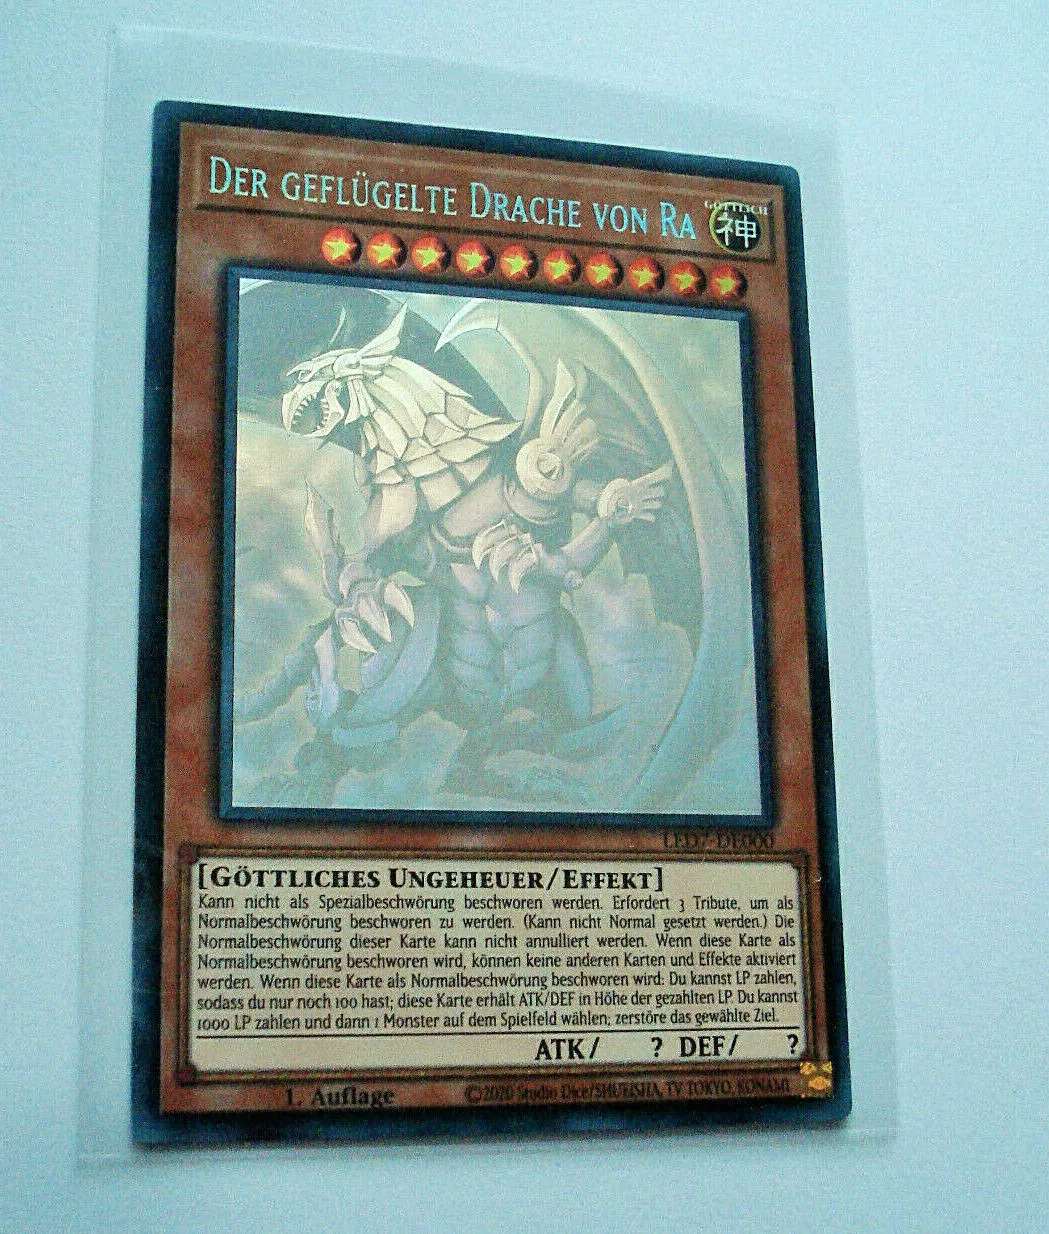 Der geflügelte Drache von Ra
GÖTTLICH
神
LED7-DE000
[Göttliches Ungeheuer/Effekt]
Kann nicht als Spezialbeschwörung beschworen werden. Erfordert 3 Tribute, um als
Normalbeschwörung beschworen zu werden. (Kann nicht Normal gesetzt werden.) Die
Normalbeschwörung dieser Karte kann nicht annulliert werden. Wenn diese Karte als
Normalbeschwörung beschworen wird, können keine anderen Karten und Effekte aktiviert
werden. Wenn diese Karte als Normalbeschwörung beschworen wird: Du kannst LP zahlen,
sodass du nur noch 100 hast; diese Karte erhält ATK/DEF in Höhe der gezahlten LP. Du kannst
1000 LP zahlen und dann 1 Monster auf dem Spielfeld wählen; zerstöre das gewählte Ziel.
ATK/ ? DEF/ ?
1. Auflage ©2020 Studio Dice/SHUEISHA, TV TOKYO, KONAMI